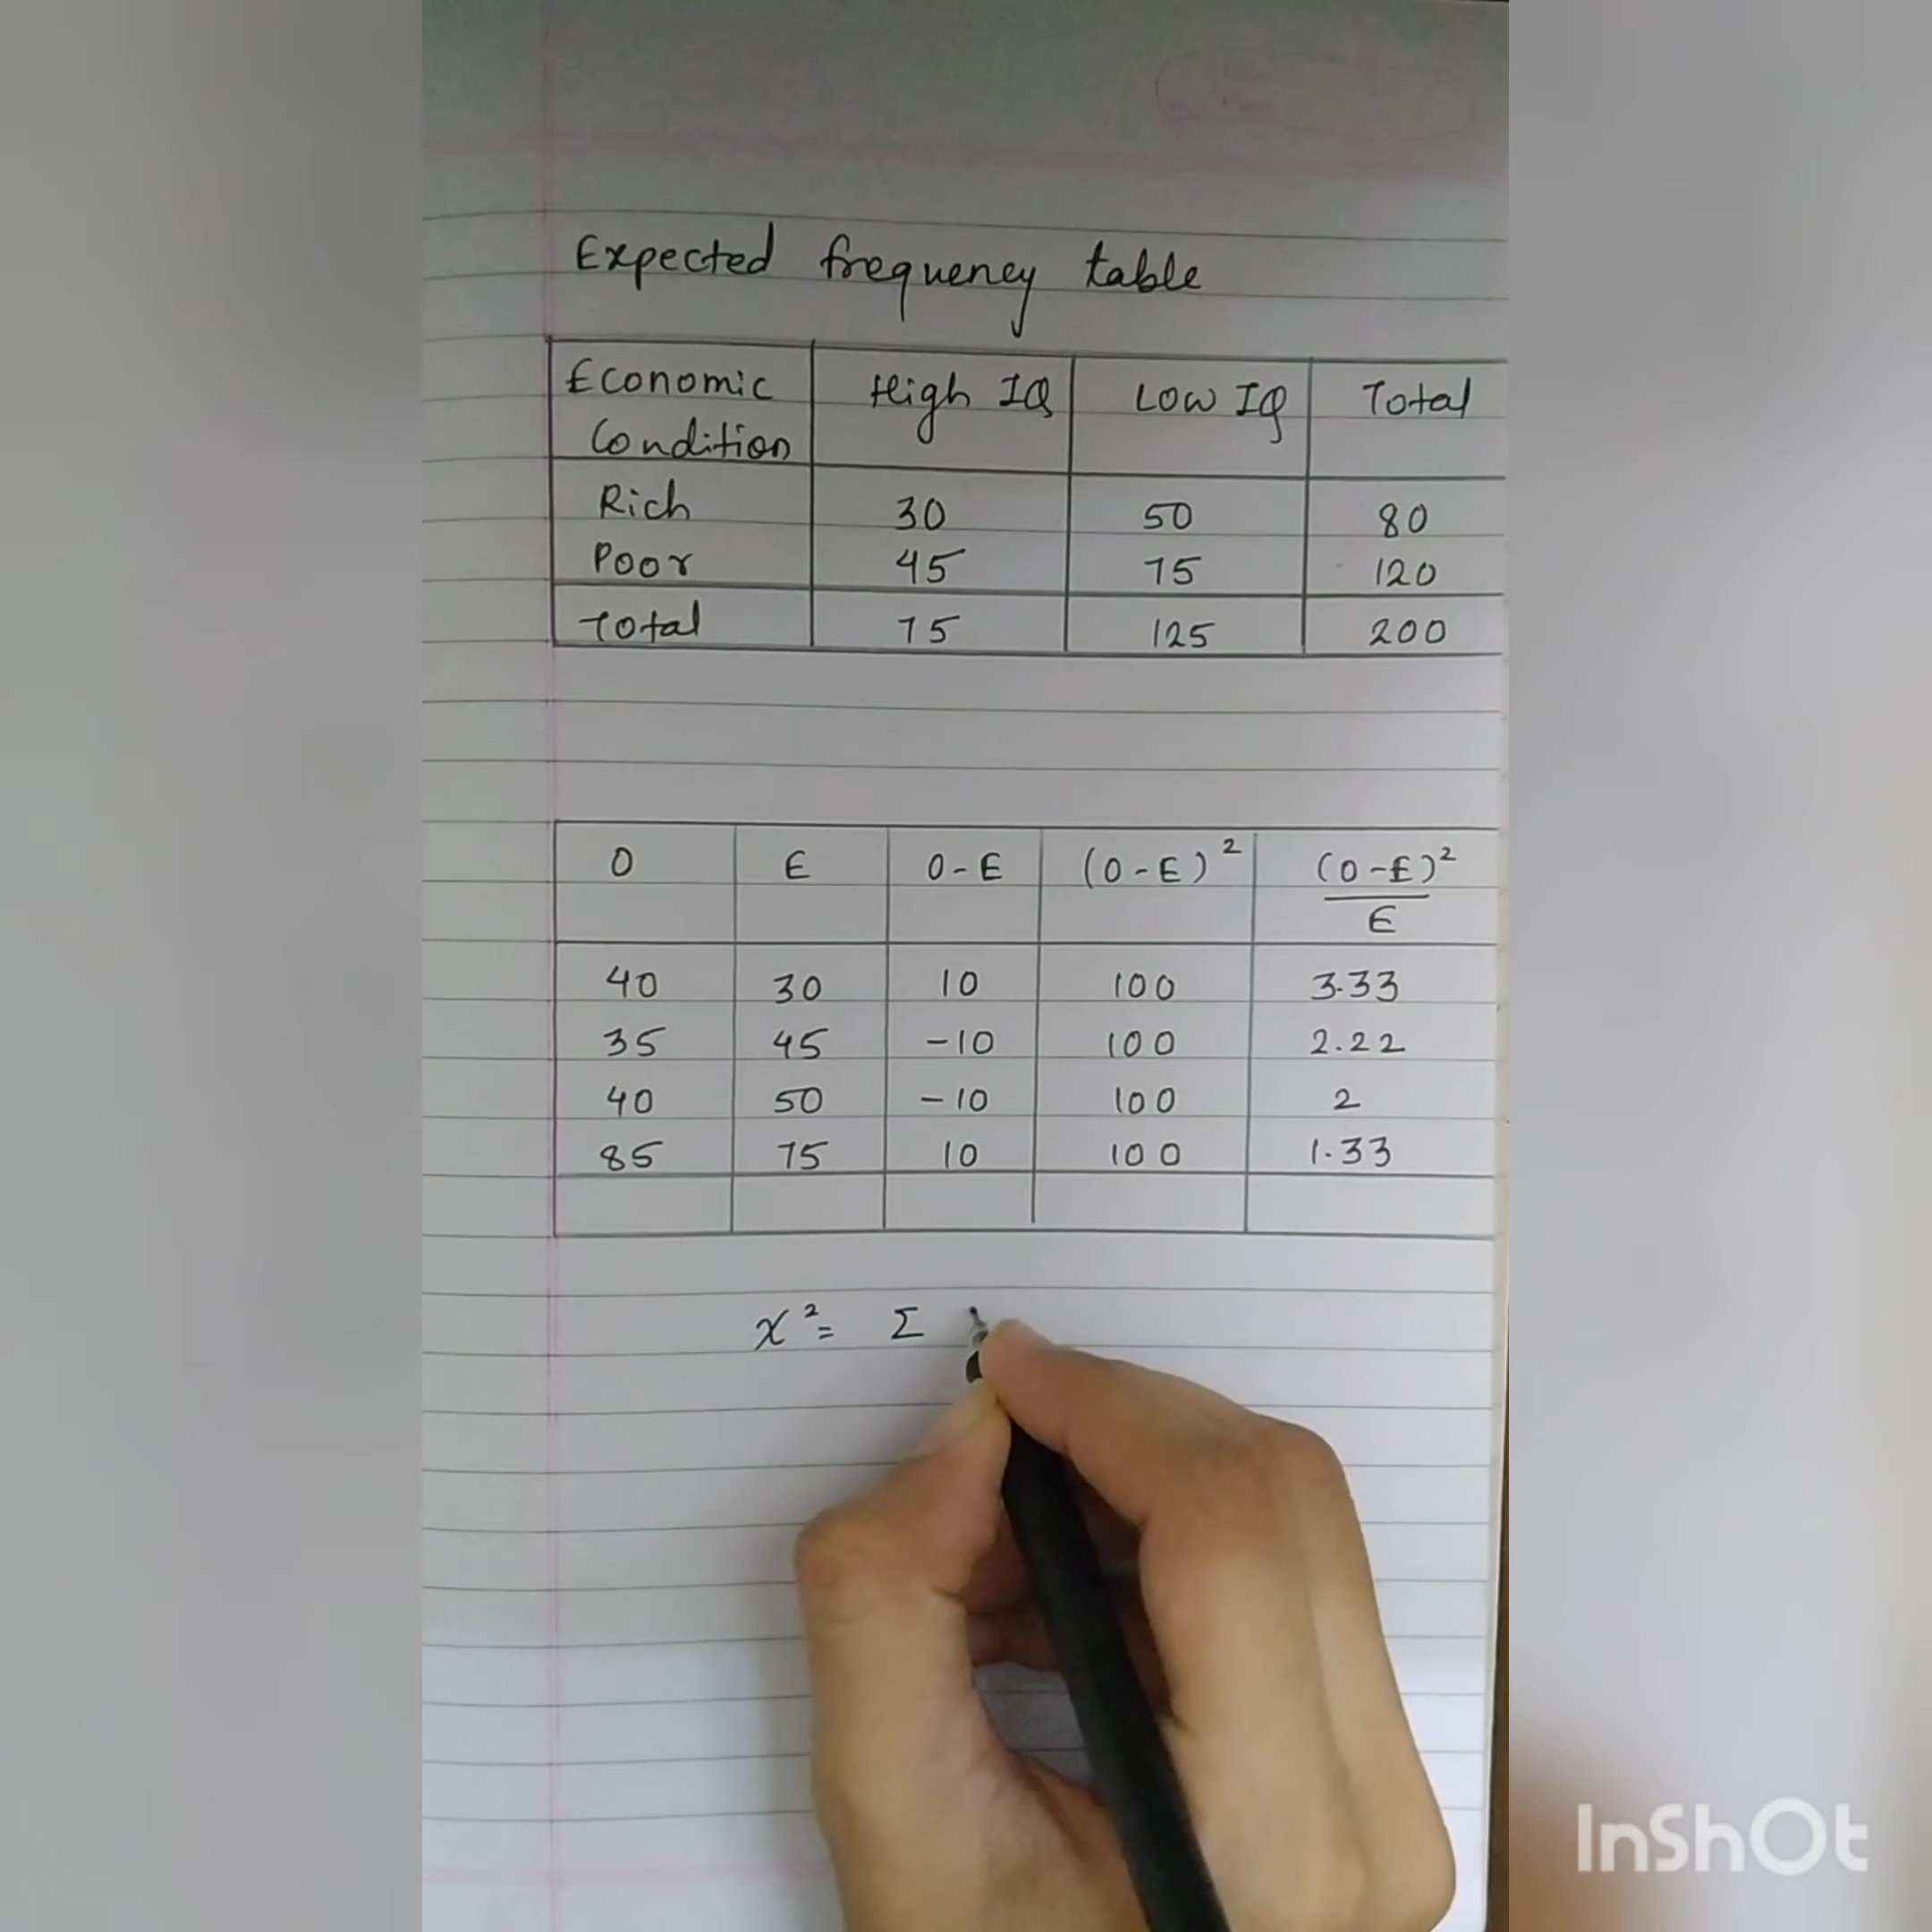 Expected frequency table
Economic Condition High IQ Low IQ Total
Rich 30 50 80
Poor 45 75 120
Total 75 125 200
O E O-E (O-E)² (O-E)²/E
40 30 10 100 3.33
35 45 -10 100 2.22
40 50 -10 100 2
85 75 10 100 1.33
χ² = Σ
InShOt